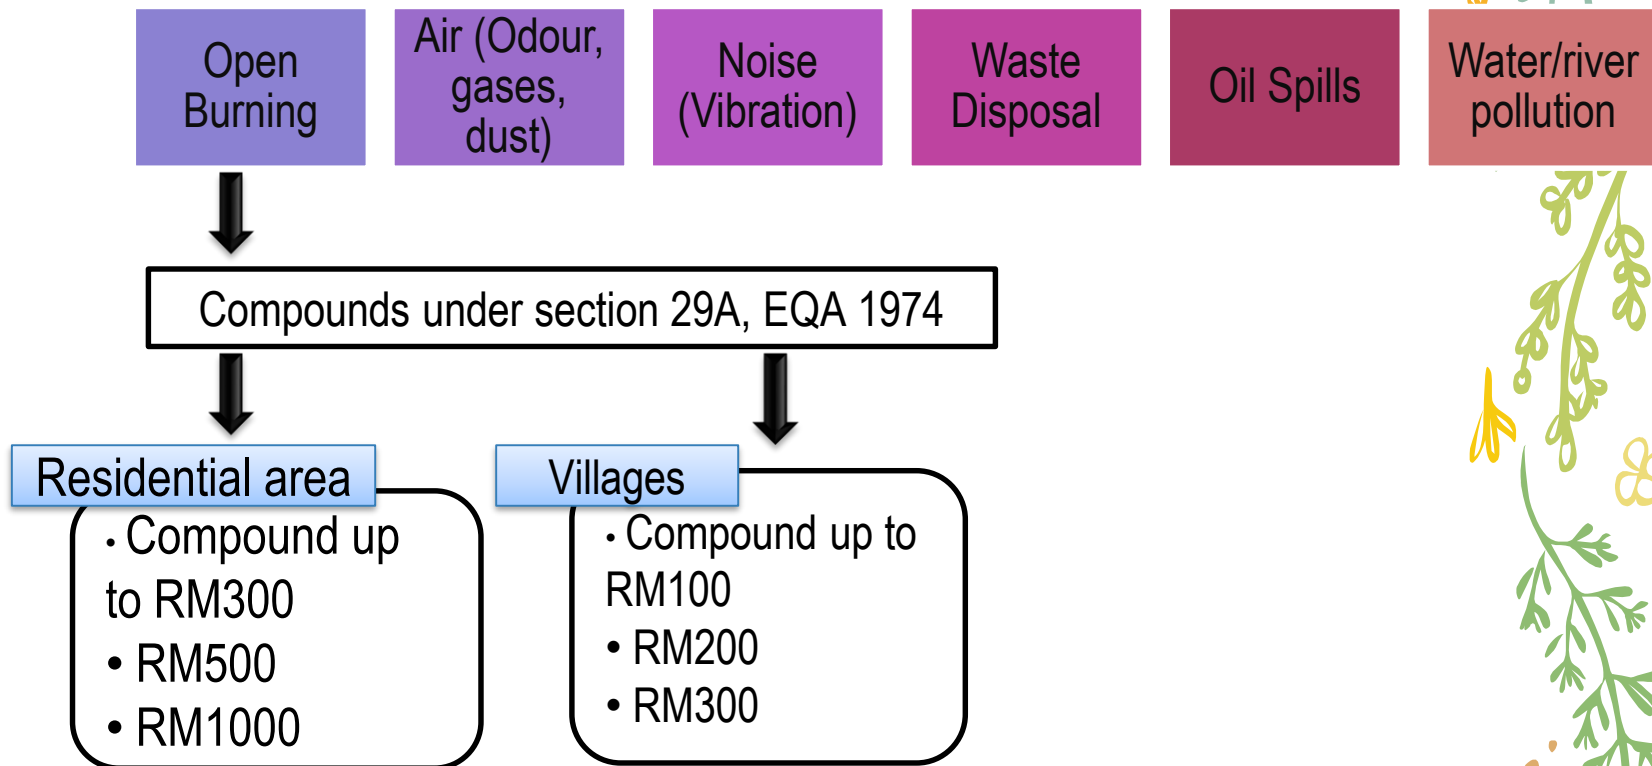 Open
Burning
Air (Odour,
gases,
dust)
Noise
(Vibration)
Waste
Disposal
Oil Spills
Water/river
pollution
Compounds under section 29A, EQA 1974
Residential area
• Compound up
to RM300
• RM500
• RM1000
Villages
• Compound up to
RM100
• RM200
• RM300